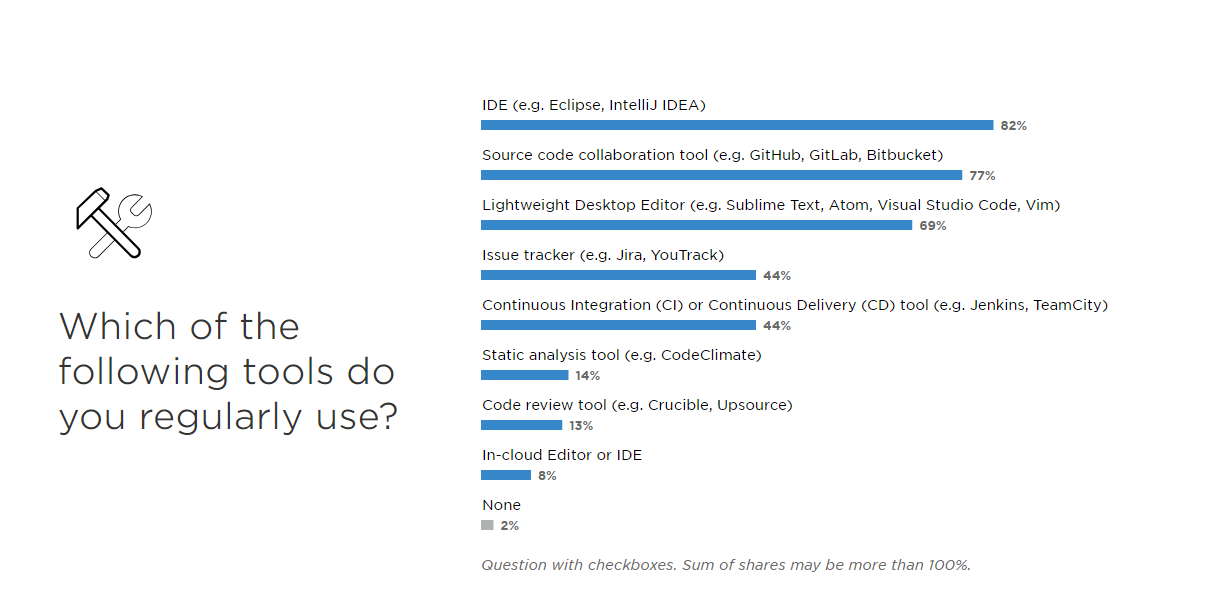 Which of the
following tools do
you regularly use?
IDE (e.g. Eclipse, IntelliJ IDEA)
82%
Source code collaboration tool (e.g. GitHub, GitLab, Bitbucket)
77%
Lightweight Desktop Editor (e.g. Sublime Text, Atom, Visual Studio Code, Vim)
69%
Issue tracker (e.g. Jira, YouTrack)
44%
Continuous Integration (CI) or Continuous Delivery (CD) tool (e.g. Jenkins, TeamCity)
44%
Static analysis tool (e.g. CodeClimate)
14%
Code review tool (e.g. Crucible, Upsource)
13%
In-cloud Editor or IDE
8%
None
2%
Question with checkboxes. Sum of shares may be more than 100%.